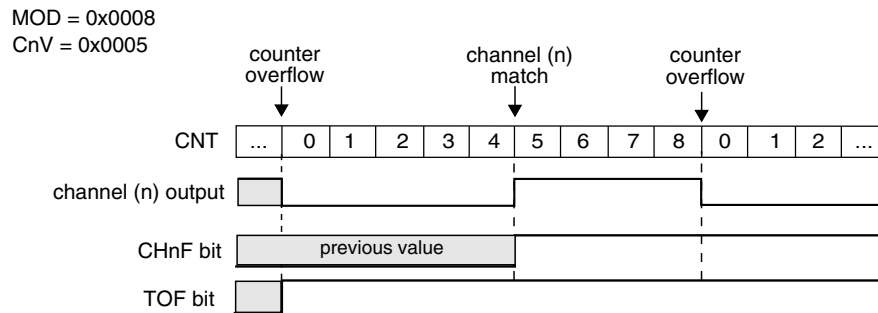 MOD = 0x0008
CnV = 0x0005
counter
overflow
channel (n)
match
counter
overflow
CNT ... 0 1 2 3 4 5 6 7 8 0 1 2 ...
channel (n) output
CHnF bit previous value
TOF bit